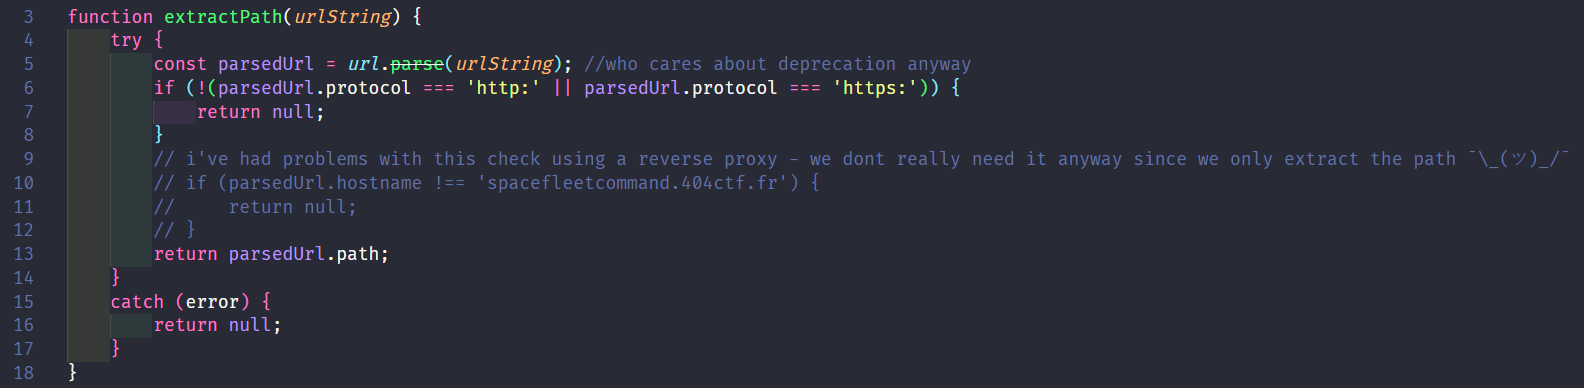 3 function extractPath(urlString) {
4 try {
5 const parsedUrl = url.parse(urlString); //who cares about deprecation anyway
6 if (!(parsedUrl.protocol === 'http:' || parsedUrl.protocol === 'https:')) {
7 return null;
8 }
9 // i've had problems with this check using a reverse proxy - we dont really need it anyway since we only extract the path ¯\_(ツ)_/¯
10 // if (parsedUrl.hostname !== 'spacefleetcommand.404ctf.fr') {
11 // return null;
12 // }
13 return parsedUrl.path;
14 }
15 catch (error) {
16 return null;
17 }
18 }